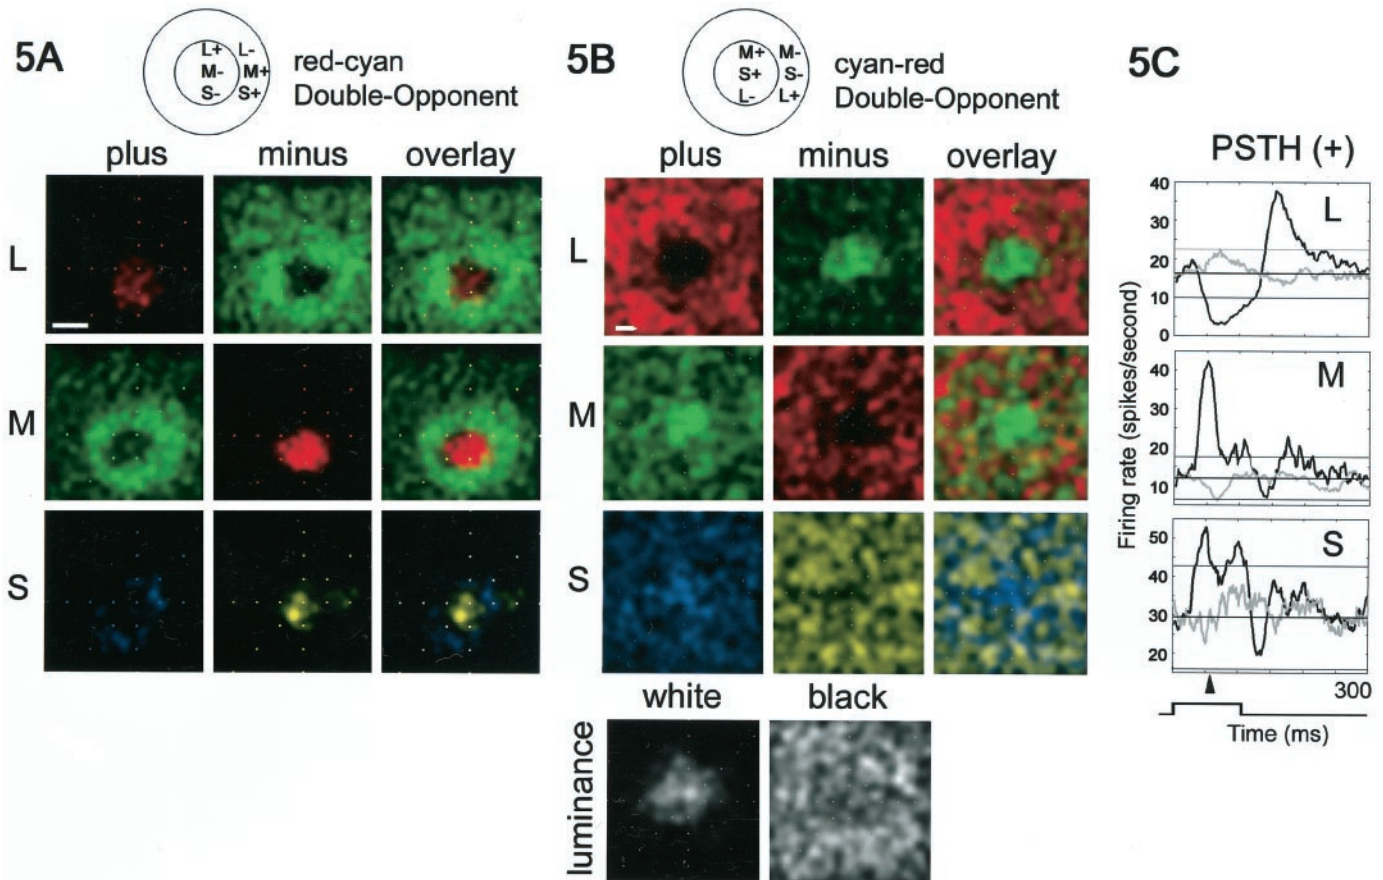 5A
L+ L-
M- M+
S- S+
red-cyan
Double-Opponent
plus minus overlay
L
M
S
5B
M+ M-
S+ S-
L- L+
cyan-red
Double-Opponent
plus minus overlay
L
M
S
white black
luminance
5C
PSTH (+)
Firing rate (spikes/second)
40
30
20
10
0
L
40
30
20
10
M
50
40
30
20
S
300
Time (ms)